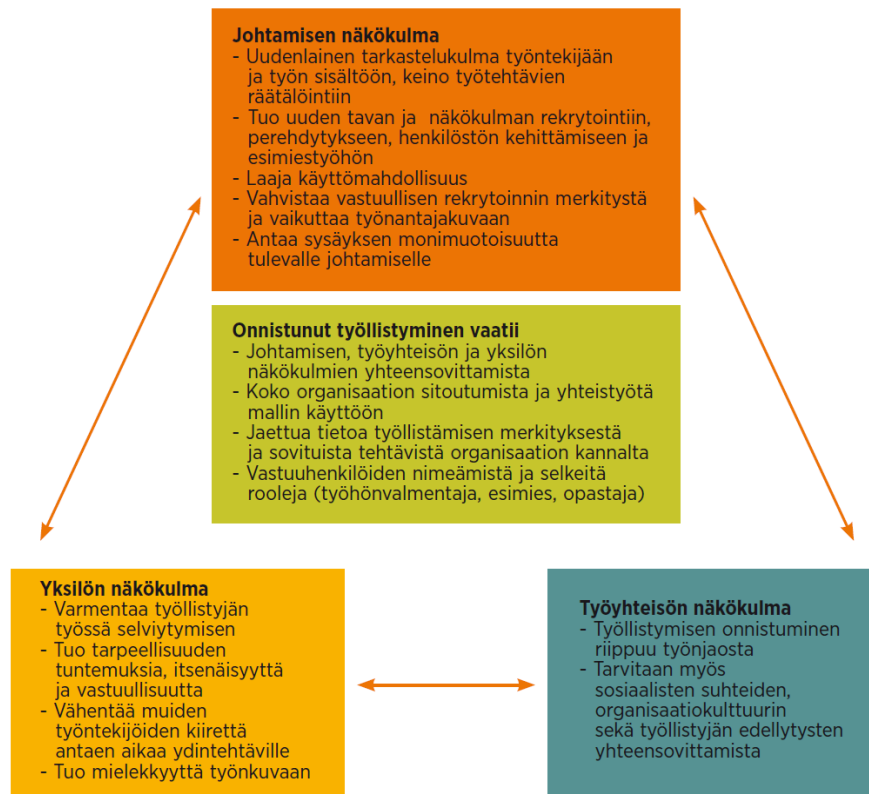 Johtamisen näkökulma
- Uudenlainen tarkastelukulma työntekijään
ja työn sisältöön, keino työtehtävien
räätälöintiin
- Tuo uuden tavan ja näkökulman rekrytointiin,
perehdytykseen, henkilöstön kehittämiseen ja
esimiestyöhön
- Laaja käyttömahdollisuus
- Vahvistaa vastuullisen rekrytoinnin merkitystä
ja vaikuttaa työnantajakuvaan
- Antaa sysäyksen monimuotoisuutta
tulevalle johtamiselle
Onnistunut työllistyminen vaatii
- Johtamisen, työyhteisön ja yksilön
näkökulmien yhteensovittamista
- Koko organisaation sitoutumista ja yhteistyötä
mallin käyttöön
- Jaettua tietoa työllistämisen merkityksestä
ja sovituista tehtävistä organisaation kannalta
- Vastuuhenkilöiden nimeämistä ja selkeitä
rooleja (työhönvalmentaja, esimies, opastaja)
Yksilön näkökulma
- Varmentaa työllistyjän
työssä selviytymisen
- Tuo tarpeellisuuden
tuntemuksia, itsenäisyyttä
ja vastuullisuutta
- Vähentää muiden
työntekijöiden kiirettä
antaen aikaa ydintehtäville
- Tuo mielekkyyttä työnkuvaan
Työyhteisön näkökulma
- Työllistymisen onnistuminen
riippuu työnjaosta
- Tarvitaan myös
sosiaalisten suhteiden,
organisaatiokulttuurin
sekä työllistyjän edellytysten
yhteensovittamista